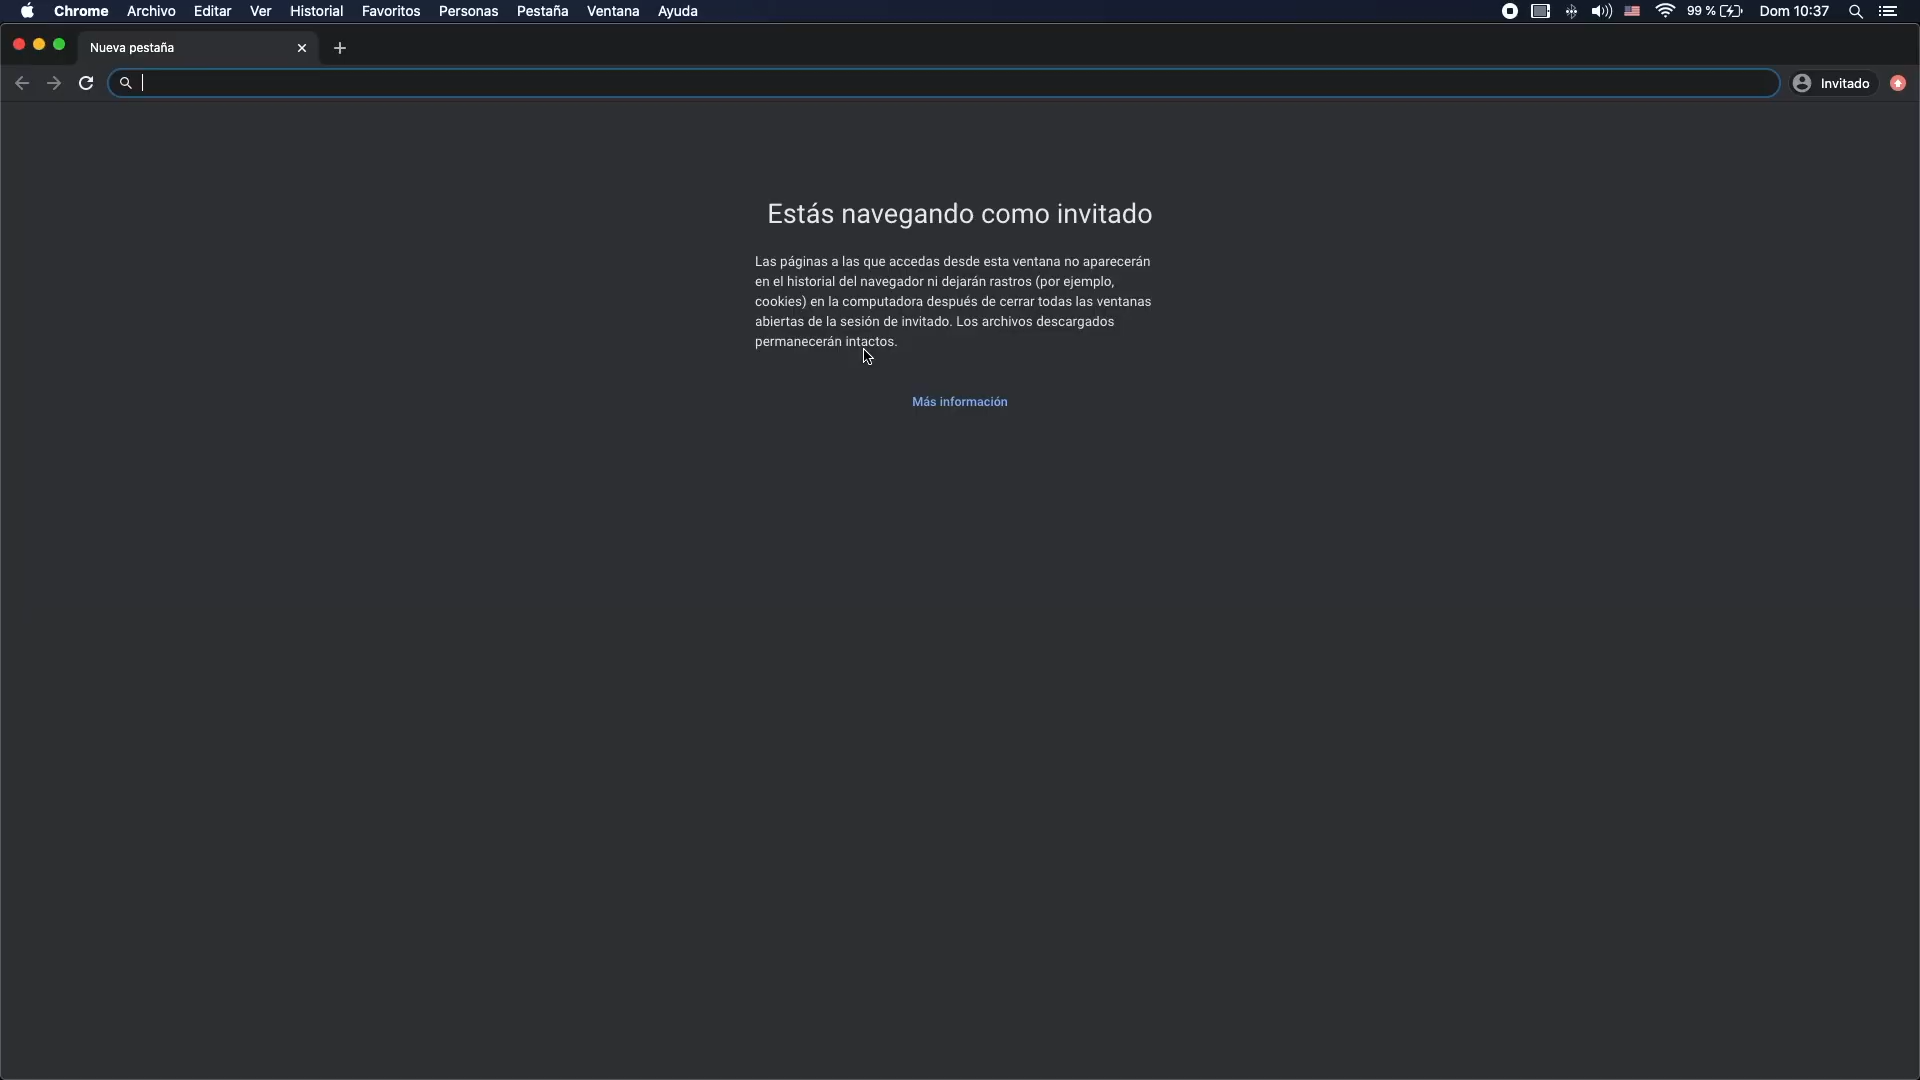 Chrome Archivo Editar Ver Historial Favoritos Personas Pestaña Ventana Ayuda 99 % Dom 10:37
Nueva pestaña
Invitado
Estás navegando como invitado
Las páginas a las que accedas desde esta ventana no aparecerán
en el historial del navegador ni dejarán rastros (por ejemplo,
cookies) en la computadora después de cerrar todas las ventanas
abiertas de la sesión de invitado. Los archivos descargados
permanecerán intactos.
Más información